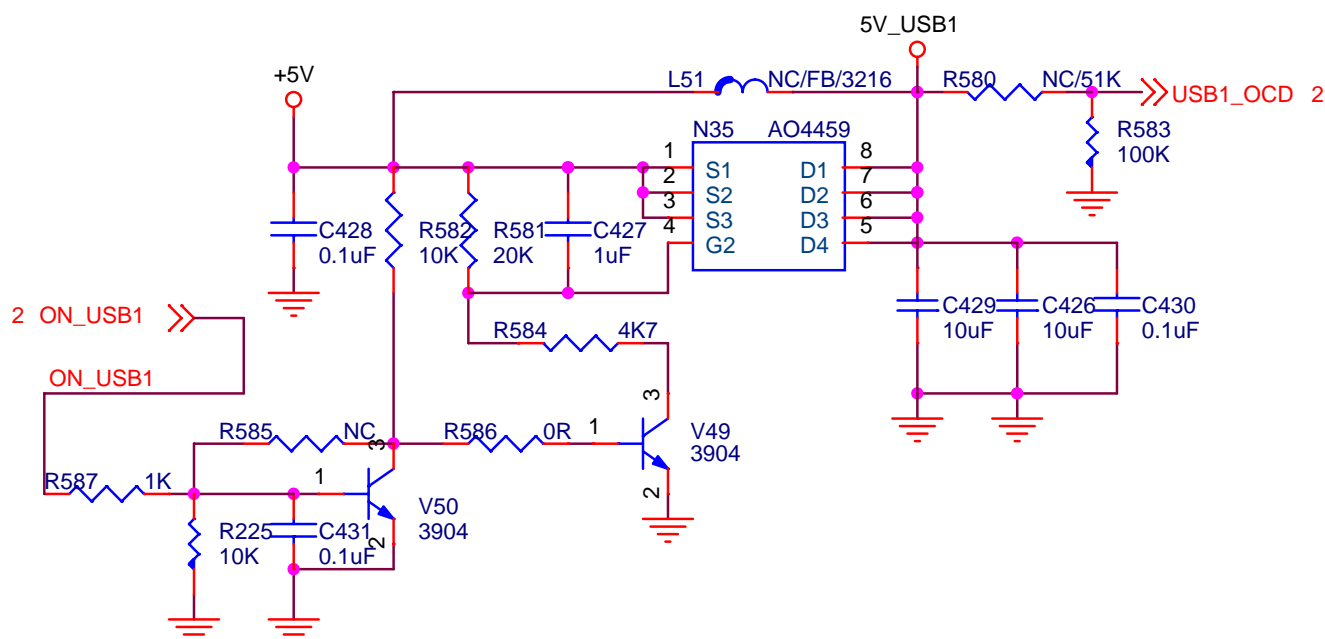 5V_USB1
+5V
L51 NC/FB/3216
R580 NC/51K
USB1_OCD 2
R583
100K
N35 AO4459
1 S1 D1 8
2 S2 D2 7
3 S3 D3 6
4 G2 D4 5
C428
0.1uF
R582
10K
R581
20K
C427
1uF
C429
10uF
C426
10uF
C430
0.1uF
2 ON_USB1
ON_USB1
R584 4K7
R585 NC
R586 0R
3
1
2
V49
3904
R587 1K
3
1
2
V50
3904
R225
10K
C431
0.1uF